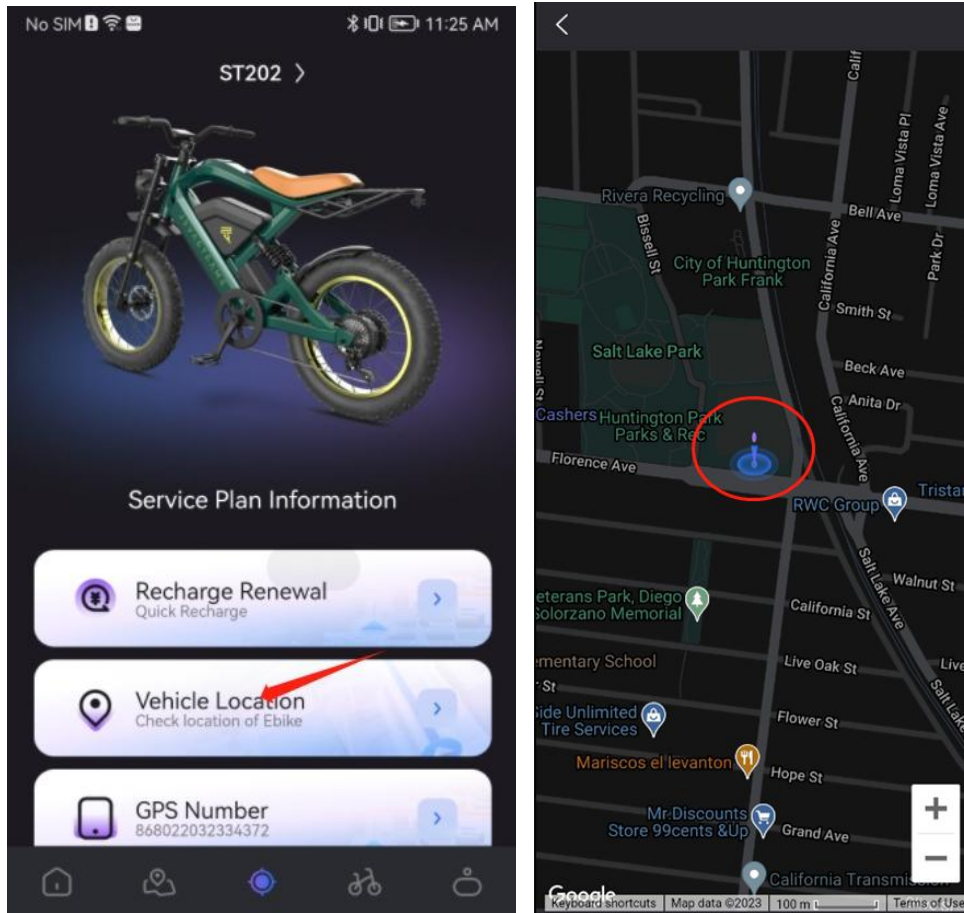 No SIM
11:25 AM
ST202
Service Plan Information
Recharge Renewal
Quick Recharge
Vehicle Location
Check location of Ebike
GPS Number
868022032334372
Calif
Loma Vista Pl
Loma Vista Ave
Rivera Recycling
Bell Ave
Bissell St
Park Dr
City of Huntington
Park Frank
California Ave
Smith St
Salt Lake Park
Newell St
Beck Ave
Anita Dr
Cashers
Huntington Park
Parks & Rec
California Ave
Florence Ave
RWC Group
Tristar
Salt Lake Ave
Walnut St
eterans Park, Diego
Solorzano Memorial
California St
ementary School
Live Oak St
Live
St
Salt Lake
Side Unlimited
Tire Services
Flower St
Mariscos el levanton
Hope St
Mr Discounts
Store 99cents &Up
Grand Ave
California Transmis
Google
Keyboard shortcuts
Map data ©2023
100 m
Terms of Use